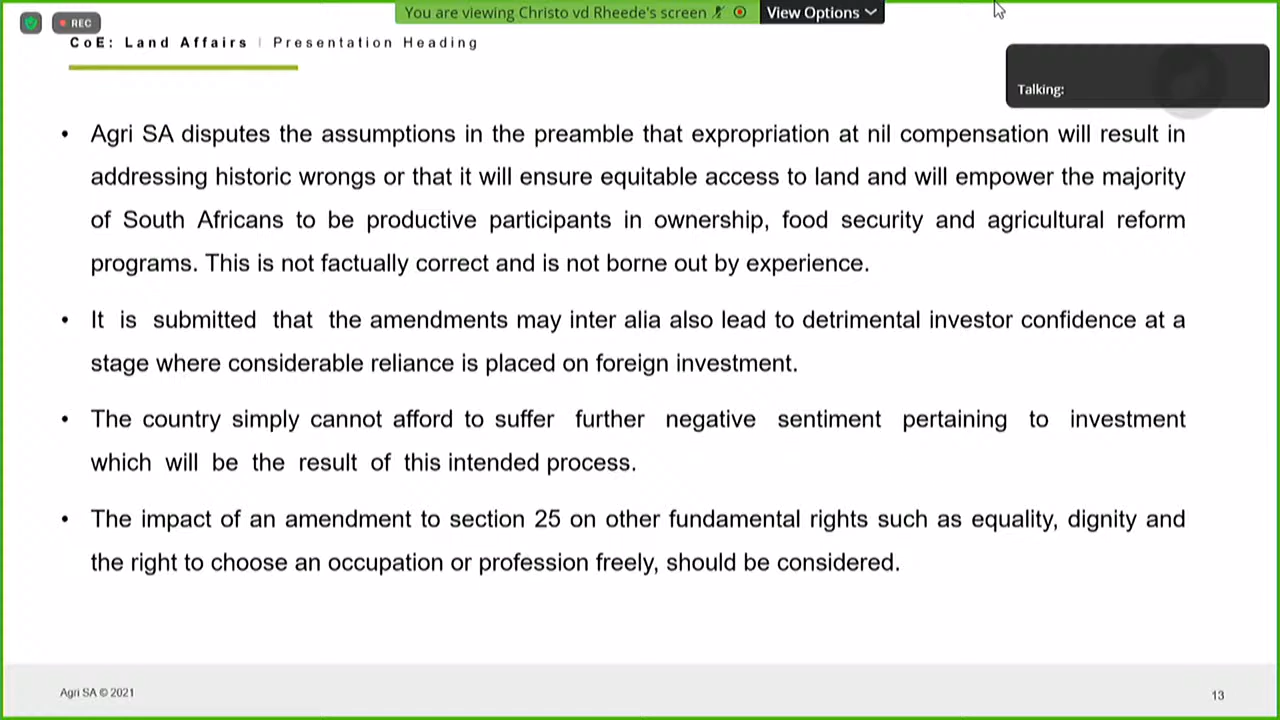 You are viewing Christo vd Rheede's screen
View Options
REC
CoE: Land Affairs | Presentation Heading
Talking:
• Agri SA disputes the assumptions in the preamble that expropriation at nil compensation will result in
addressing historic wrongs or that it will ensure equitable access to land and will empower the majority
of South Africans to be productive participants in ownership, food security and agricultural reform
programs. This is not factually correct and is not borne out by experience.
• It is submitted that the amendments may inter alia also lead to detrimental investor confidence at a
stage where considerable reliance is placed on foreign investment.
• The country simply cannot afford to suffer further negative sentiment pertaining to investment
which will be the result of this intended process.
• The impact of an amendment to section 25 on other fundamental rights such as equality, dignity and
the right to choose an occupation or profession freely, should be considered.
Agri SA © 2021
13